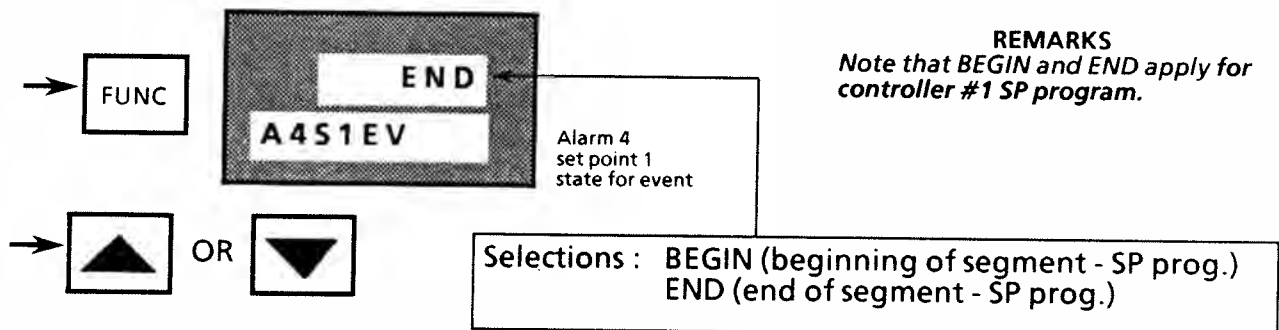 FUNC
END
A4S1EV
Alarm 4
set point 1
state for event
REMARKS
Note that BEGIN and END apply for
controller #1 SP program.
OR
Selections : BEGIN (beginning of segment - SP prog.)
END (end of segment - SP prog.)